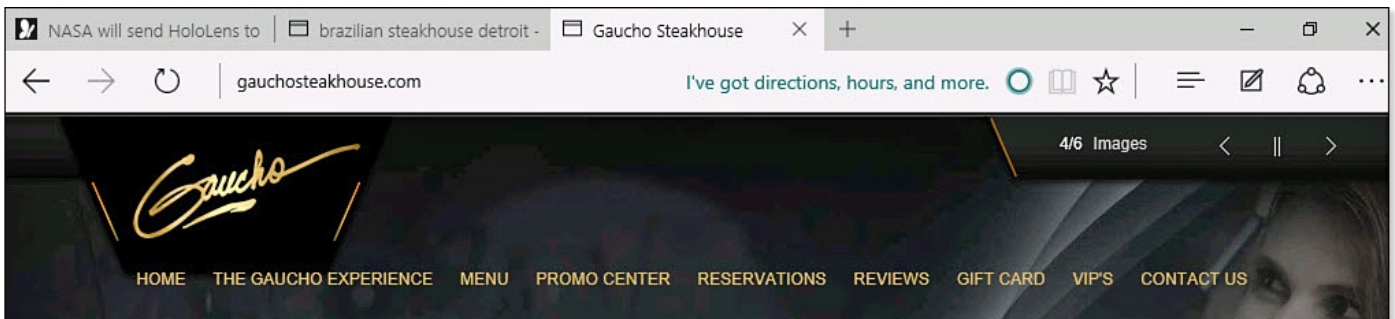 NASA will send HoloLens to brazilian steakhouse detroit - Gaucho Steakhouse
gauchosteakhouse.com I've got directions, hours, and more.
4/6 Images
Gaucho
HOME THE GAUCHO EXPERIENCE MENU PROMO CENTER RESERVATIONS REVIEWS GIFT CARD VIP'S CONTACT US